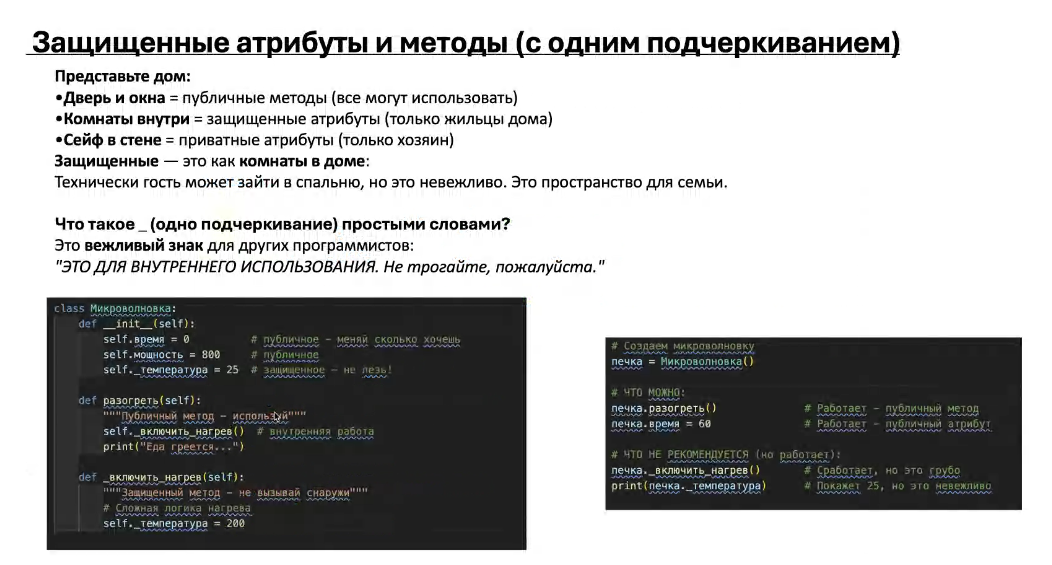 Защищенные атрибуты и методы (с одним подчеркиванием)
Представьте дом:
•Дверь и окна = публичные методы (все могут использовать)
•Комнаты внутри = защищенные атрибуты (только жильцы дома)
•Сейф в стене = приватные атрибуты (только хозяин)
Защищенные — это как комнаты в доме:
Технически гость может зайти в спальню, но это невежливо. Это пространство для семьи.
Что такое _ (одно подчеркивание) простыми словами?
Это вежливый знак для других программистов:
"ЭТО ДЛЯ ВНУТРЕННЕГО ИСПОЛЬЗОВАНИЯ. Не трогайте, пожалуйста."
class Микроволновка:
    def __init__(self):
        self.время = 0          # публичное – меняй сколько хочешь
        self.мощность = 800     # публичное
        self._температура = 25  # защищенное – не лезь!
    def разогреть(self):
        """Публичный метод – используй"""
        self._включить_нагрев()  # внутренняя работа
        print("Еда греется...")
    def _включить_нагрев(self):
        """Защищенный метод – не вызывай снаружи"""
        # Сложная логика нагрева
        self._температура = 200
# Создаем микроволновку
печка = Микроволновка()
# ЧТО МОЖНО:
печка.разогреть()            # Работает – публичный метод
печка.время = 60             # Работает – публичный атрибут
# ЧТО НЕ РЕКОМЕНДУЕТСЯ (но работает):
печка._включить_нагрев()     # Сработает, но это грубо
print(печка._температура)    # Покажет 25, но это невежливо